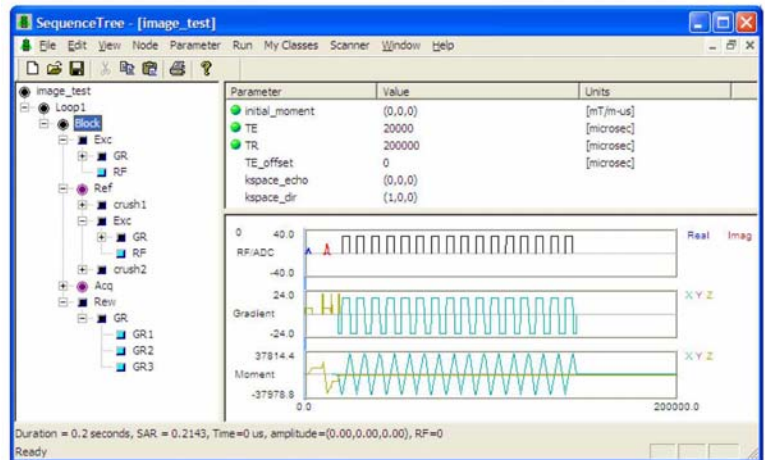 SequenceTree - [image_test]
File Edit View Node Parameter Run My Classes Scanner Window Help
image_test
Loop1
Block
Exc
GR
RF
Ref
crush1
Exc
GR
RF
crush2
Acq
Rew
GR
GR1
GR2
GR3
Parameter Value Units
initial_moment (0,0,0) [mT/m-us]
TE 20000 [microsec]
TR 200000 [microsec]
TE_offset 0 [microsec]
kspace_echo (0,0,0)
kspace_dir (1,0,0)
0 40.0 Real Imag
RF/ADC
-40.0
24.0 X Y Z
Gradient
-24.0
37814.4 X Y Z
Moment
-37978.8
0.0 200000.0
Duration = 0.2 seconds, SAR = 0.2143, Time=0 us, amplitude=(0.00,0.00,0.00), RF=0
Ready